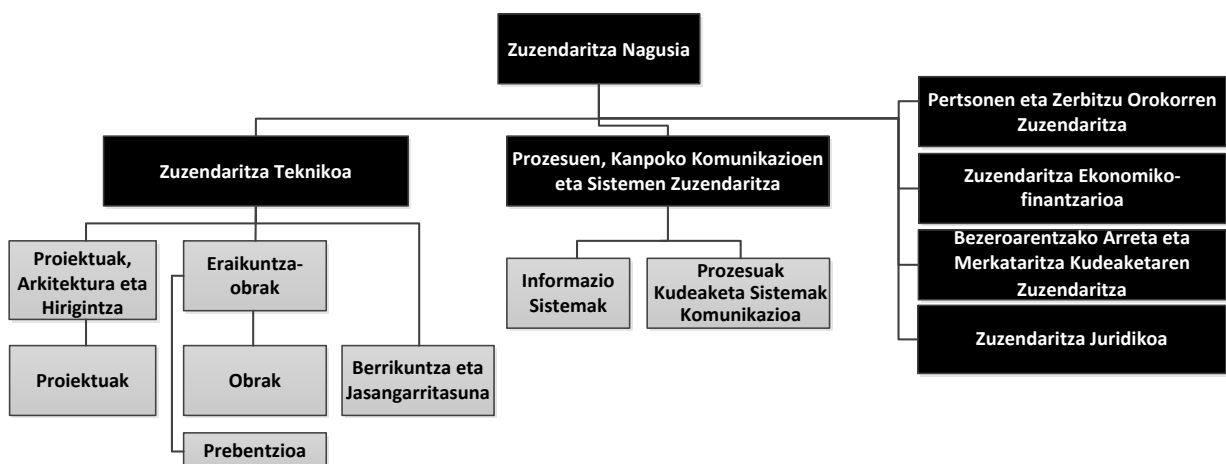 Zuzendaritza Nagusia
Pertsonen eta Zerbitzu Orokorren
Zuzendaritza
Zuzendaritza Teknikoa
Prozesuen, Kanpoko Komunikazioen
eta Sistemen Zuzendaritza
Zuzendaritza Ekonomiko-
finantzarioa
Bezeroarentzako Arreta eta
Merkataritza Kudeaketaren
Zuzendaritza
Zuzendaritza Juridikoa
Proiektuak,
Arkitektura eta
Hirigintza
Eraikuntza-
obrak
Informazio
Sistemak
Prozesuak
Kudeaketa Sistemak
Komunikazioa
Proiektuak
Obrak
Berrikuntza eta
Jasangarritasuna
Prebentzioa